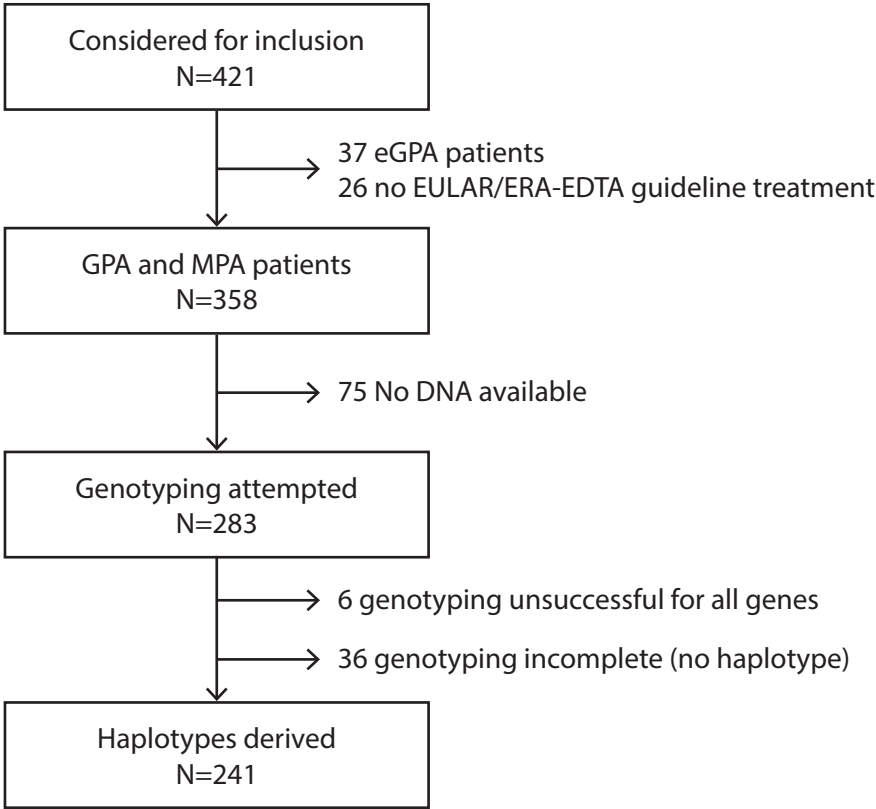 Considered for inclusion
N=421
37 eGPA patients
26 no EULAR/ERA-EDTA guideline treatment
GPA and MPA patients
N=358
75 No DNA available
Genotyping attempted
N=283
6 genotyping unsuccessful for all genes
36 genotyping incomplete (no haplotype)
Haplotypes derived
N=241